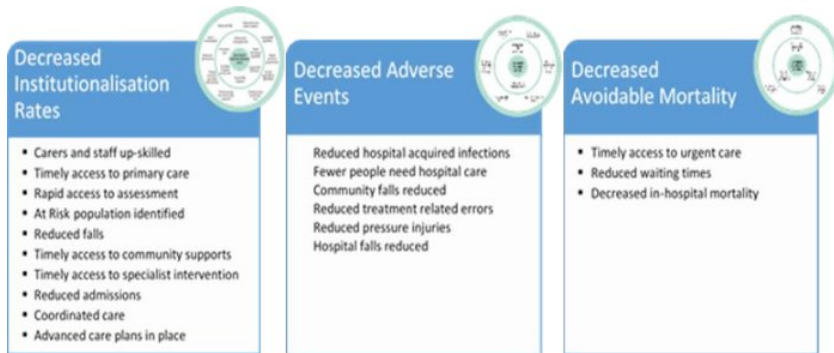 Decreased
Institutionalisation
Rates
Carers and staff up-skilled
Timely access to primary care
Rapid access to assessment
At Risk population identified
Reduced falls
Timely access to community supports
Timely access to specialist intervention
Reduced admissions
Coordinated care
Advanced care plans in place
Decreased Adverse
Events
Reduced hospital acquired infections
Fewer people need hospital care
Community falls reduced
Reduced treatment related errors
Reduced pressure injuries
Hospital falls reduced
Decreased
Avoidable Mortality
Timely access to urgent care
Reduced waiting times
Decreased in-hospital mortality